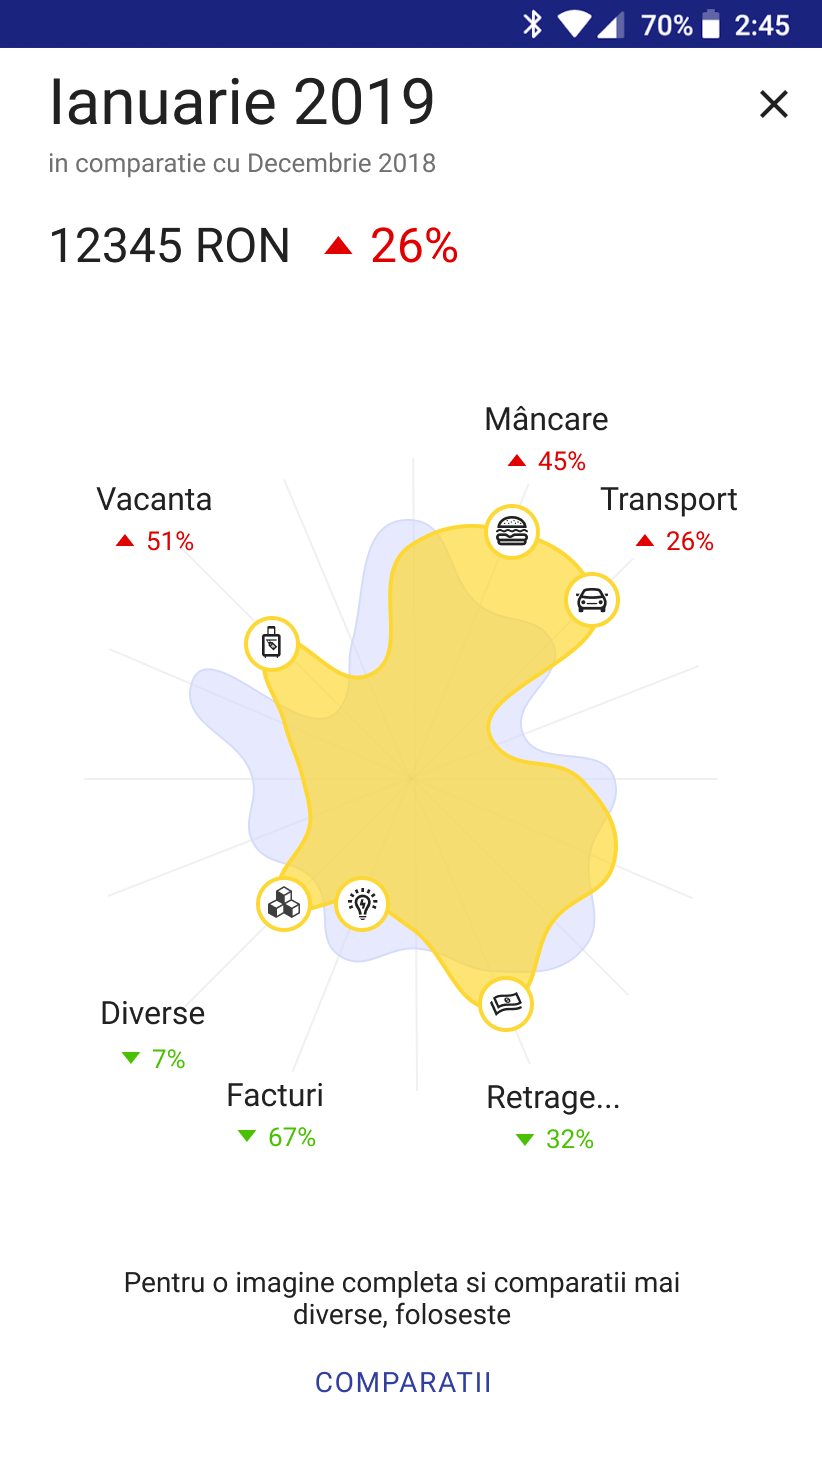 70% 2:45
Ianuarie 2019
in comparatie cu Decembrie 2018
12345 RON 26%
Mâncare
45%
Vacanta
51%
Transport
26%
Diverse
7%
Facturi
67%
Retrage...
32%
Pentru o imagine completa si comparatii mai
diverse, foloseste
COMPARATII